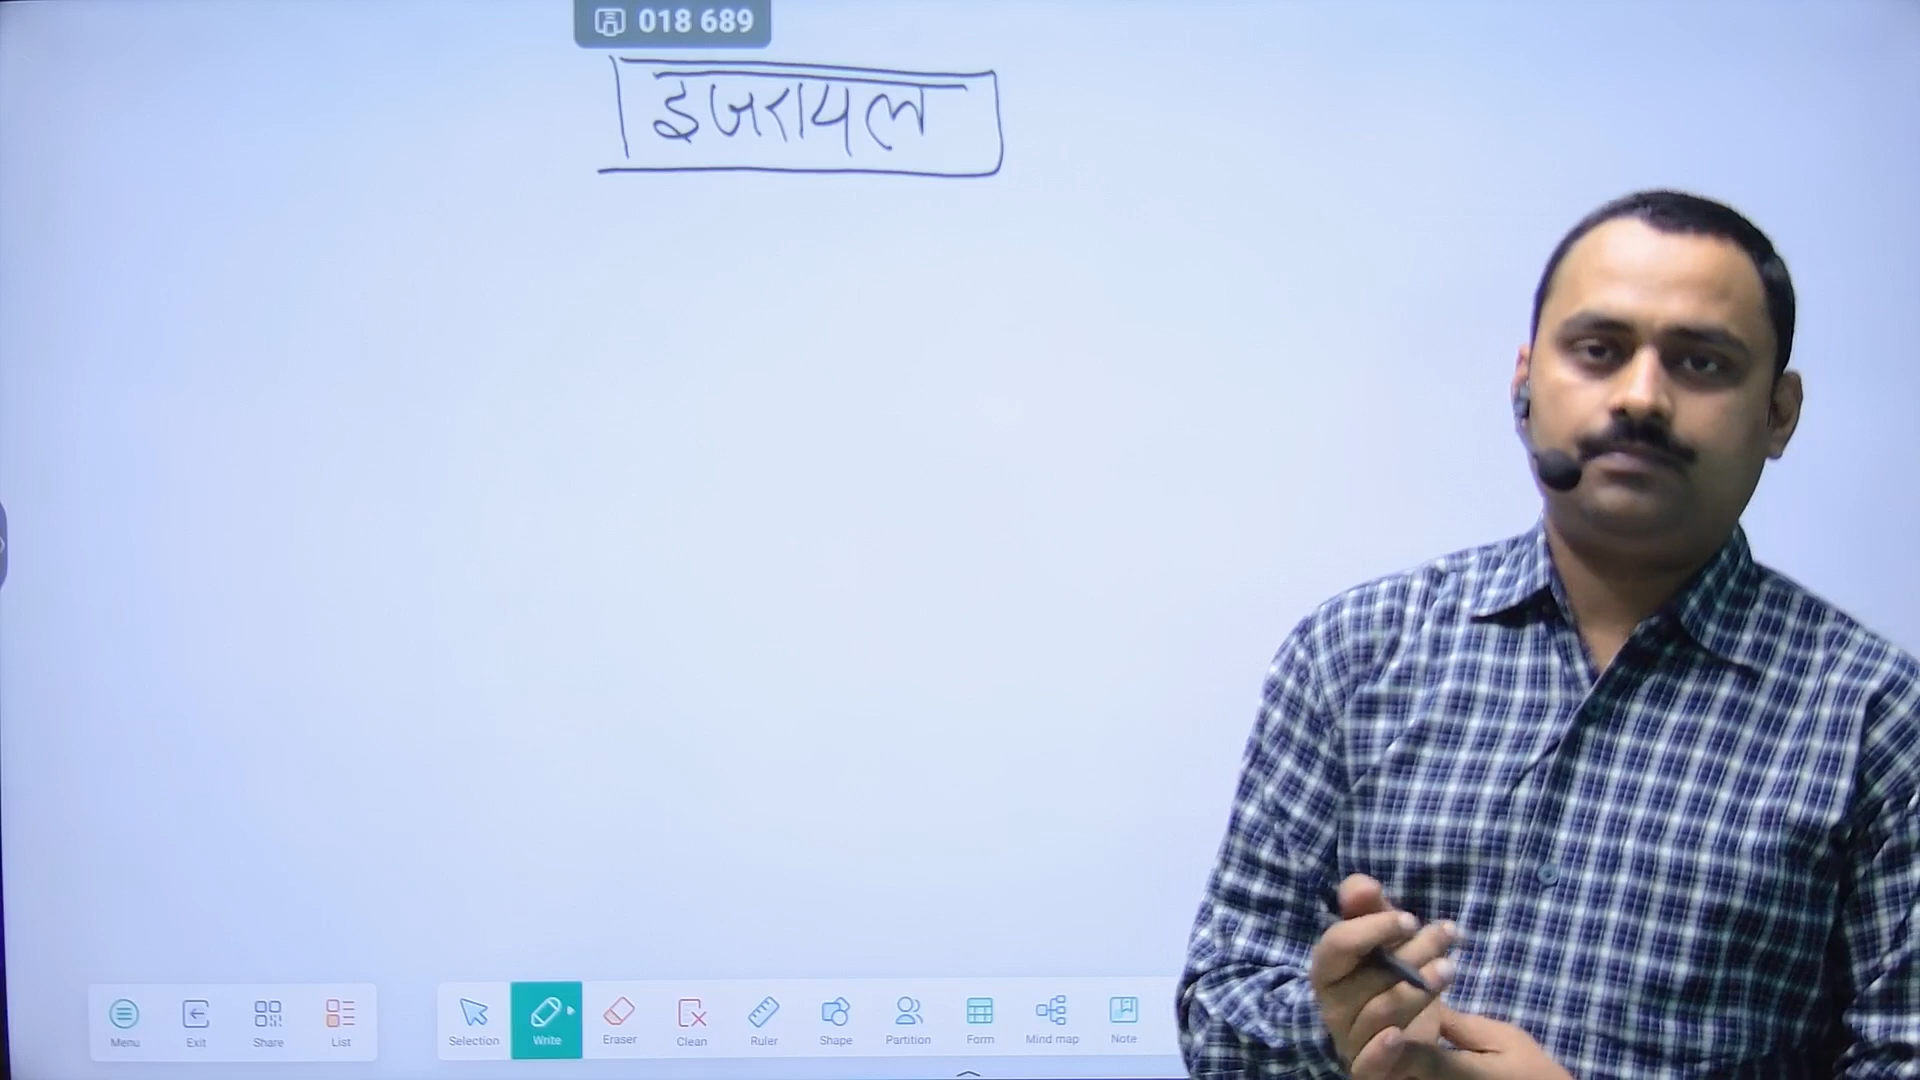 018 689
इजरायल
Menu
Exit
Share
List
Selection
Write
Eraser
Clean
Ruler
Shape
Partition
Form
Mind map
Note